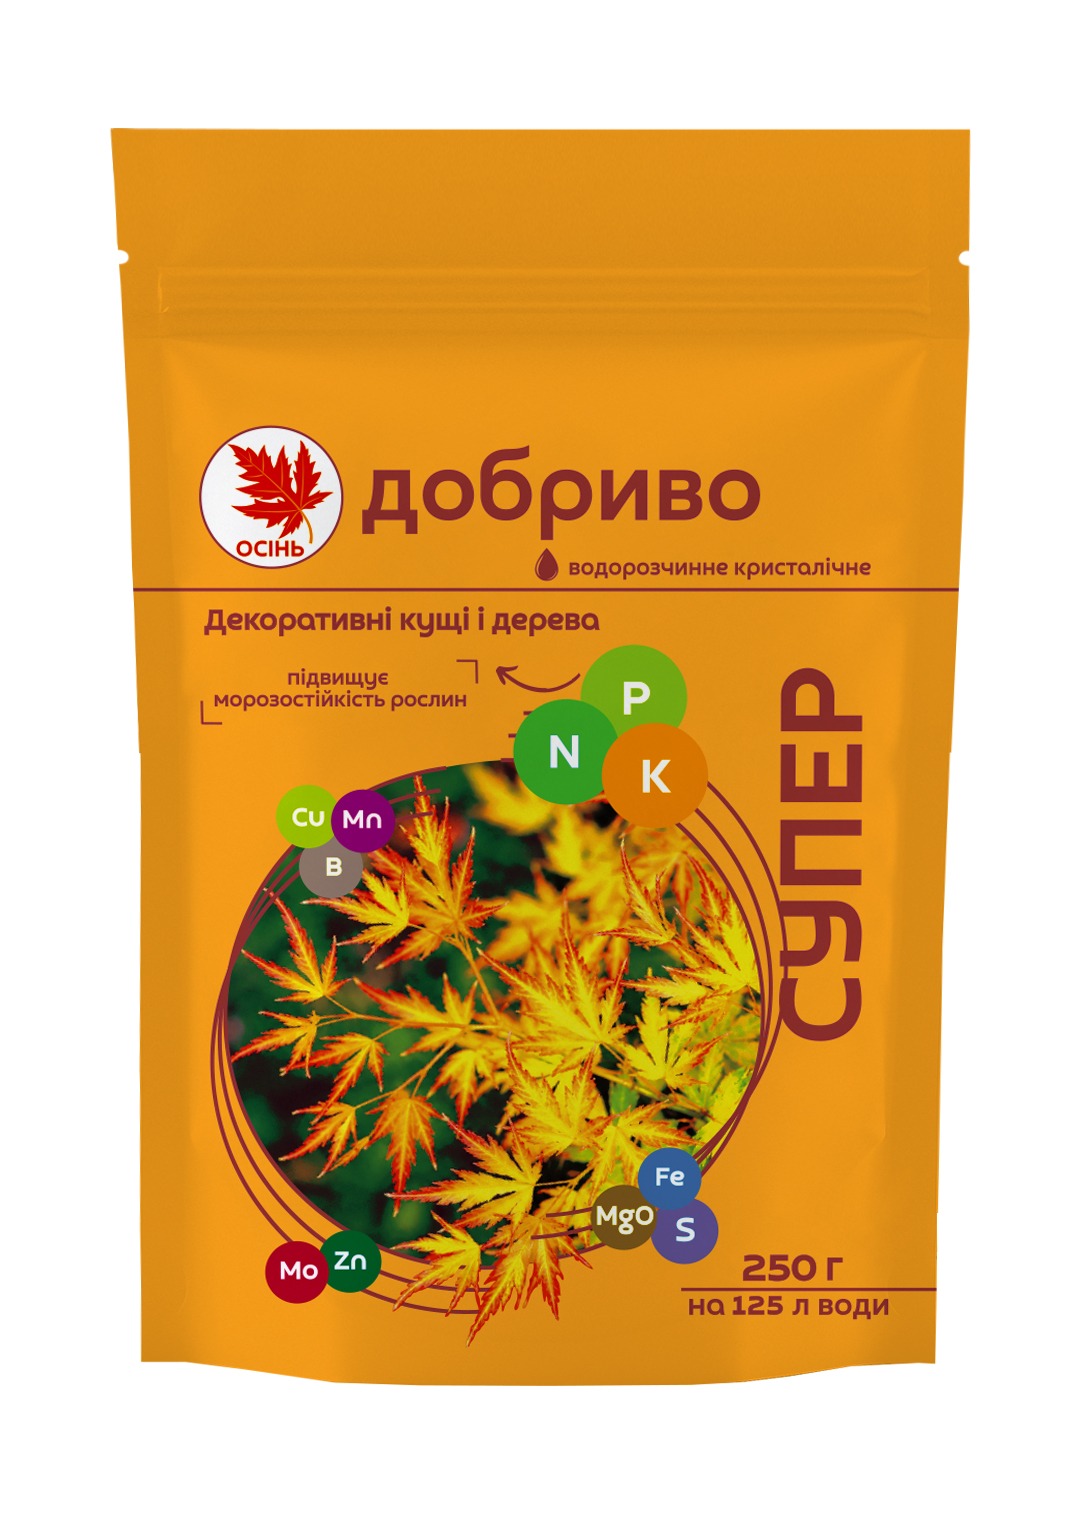 ОСІНЬ
добриво
водорозчинне кристалічне
Декоративні кущі і дерева
підвищує
морозостійкість рослин
P
N
K
СУПЕР
Cu
Mn
B
Fe
MgO
S
Mo
Zn
250 г
на 125 л води